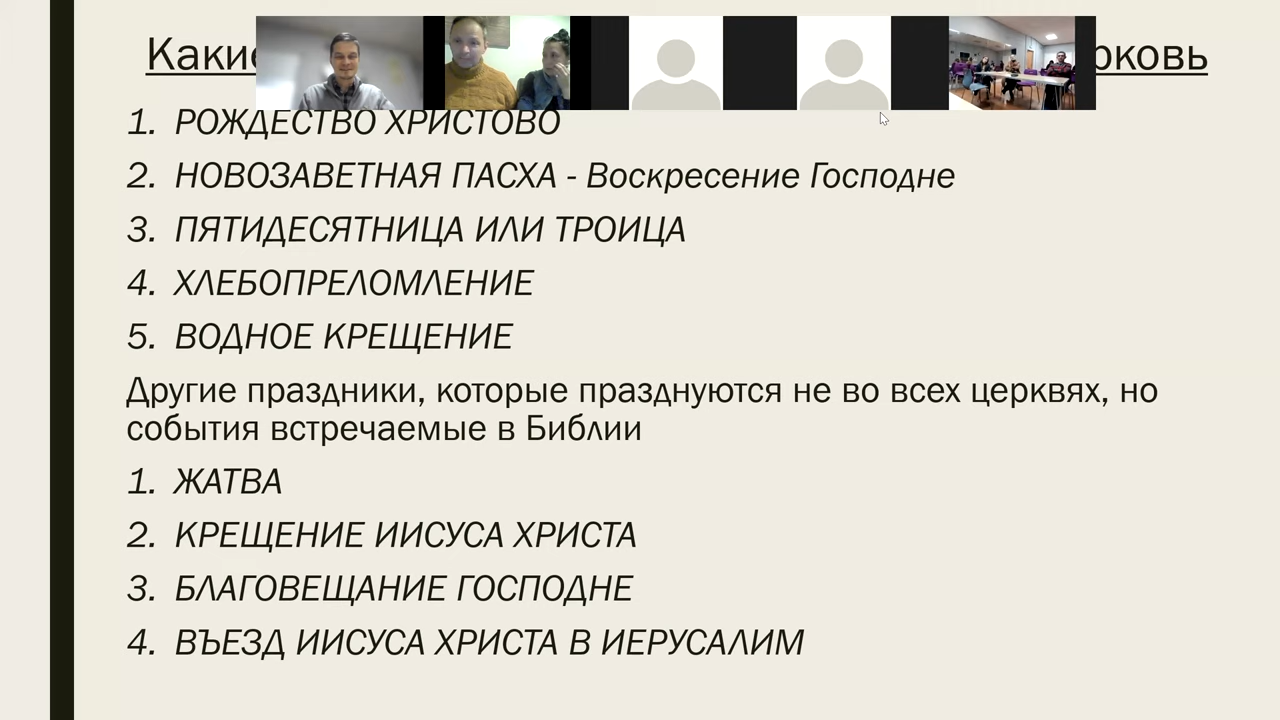 Какие рковь
1. РОЖДЕСТВО ХРИСТОВО
2. НОВОЗАВЕТНАЯ ПАСХА - Воскресение Господне
3. ПЯТИДЕСЯТНИЦА ИЛИ ТРОИЦА
4. ХЛЕБОПРЕЛОМЛЕНИЕ
5. ВОДНОЕ КРЕЩЕНИЕ
Другие праздники, которые празднуются не во всех церквях, но
события встречаемые в Библии
1. ЖАТВА
2. КРЕЩЕНИЕ ИИСУСА ХРИСТА
3. БЛАГОВЕЩАНИЕ ГОСПОДНЕ
4. ВЪЕЗД ИИСУСА ХРИСТА В ИЕРУСАЛИМ